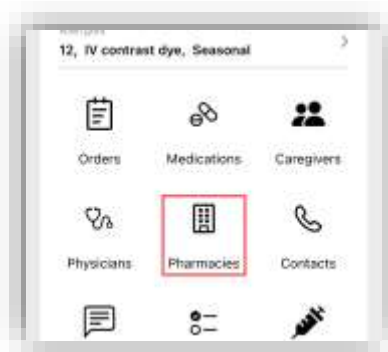 12, IV contrast dye, Seasonal
Orders Medications Caregivers
Physicians Pharmacies Contacts